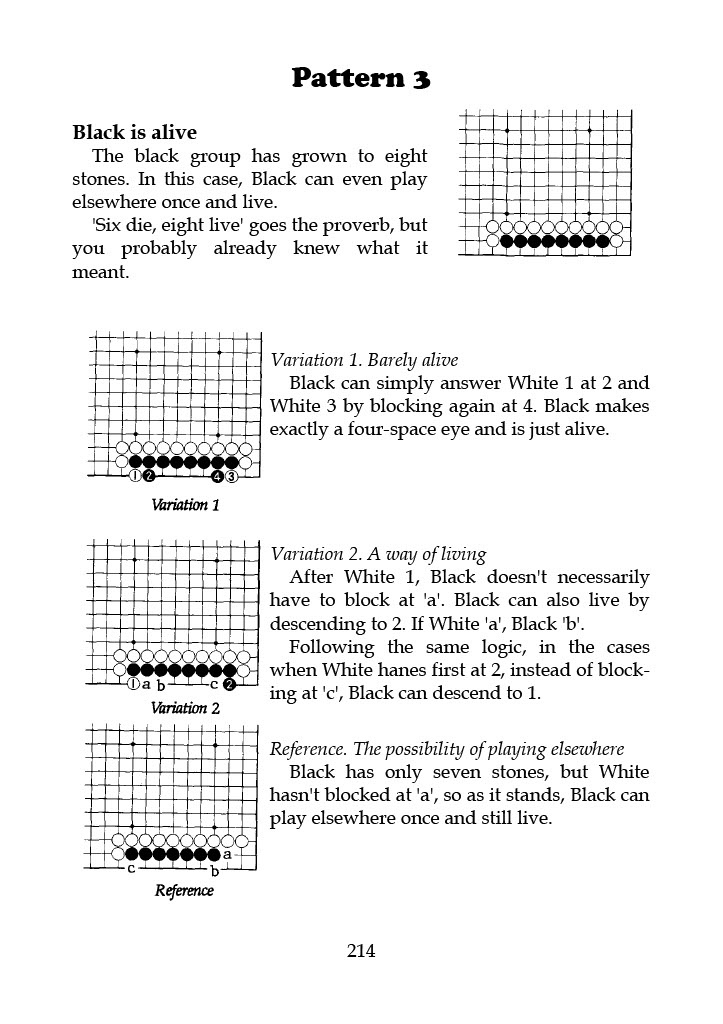 Pattern 3
Black is alive
The black group has grown to eight
stones. In this case, Black can even play
elsewhere once and live.
'Six die, eight live' goes the proverb, but
you probably already knew what it
meant.
Variation 1. Barely alive
Black can simply answer White 1 at 2 and
White 3 by blocking again at 4. Black makes
exactly a four-space eye and is just alive.
1 2 4 3
Variation 1
Variation 2. A way of living
After White 1, Black doesn't necessarily
have to block at 'a'. Black can also live by
descending to 2. If White 'a', Black 'b'.
Following the same logic, in the cases
when White hanes first at 2, instead of block-
ing at 'c', Black can descend to 1.
1 a b c 2
Variation 2
Reference. The possibility of playing elsewhere
Black has only seven stones, but White
hasn't blocked at 'a', so as it stands, Black can
play elsewhere once and still live.
a
c b
Reference
214